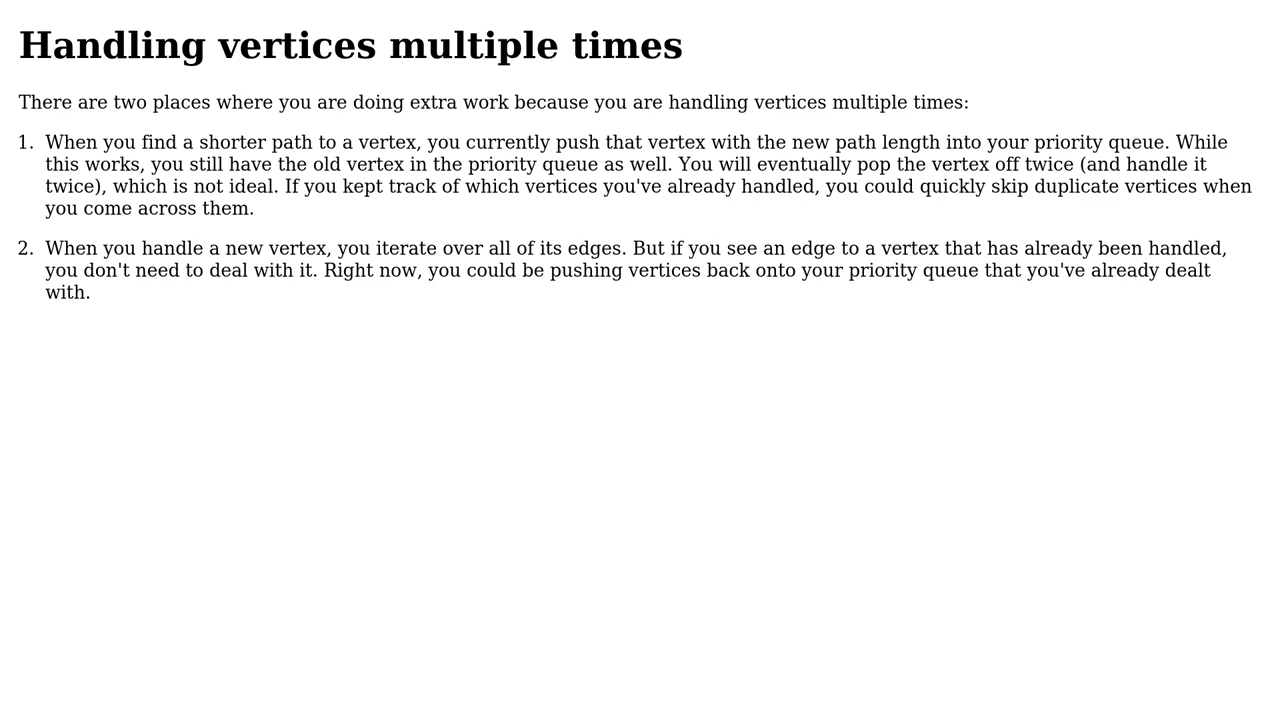 Handling vertices multiple times
There are two places where you are doing extra work because you are handling vertices multiple times:
1. When you find a shorter path to a vertex, you currently push that vertex with the new path length into your priority queue. While
this works, you still have the old vertex in the priority queue as well. You will eventually pop the vertex off twice (and handle it
twice), which is not ideal. If you kept track of which vertices you've already handled, you could quickly skip duplicate vertices when
you come across them.
2. When you handle a new vertex, you iterate over all of its edges. But if you see an edge to a vertex that has already been handled,
you don't need to deal with it. Right now, you could be pushing vertices back onto your priority queue that you've already dealt
with.